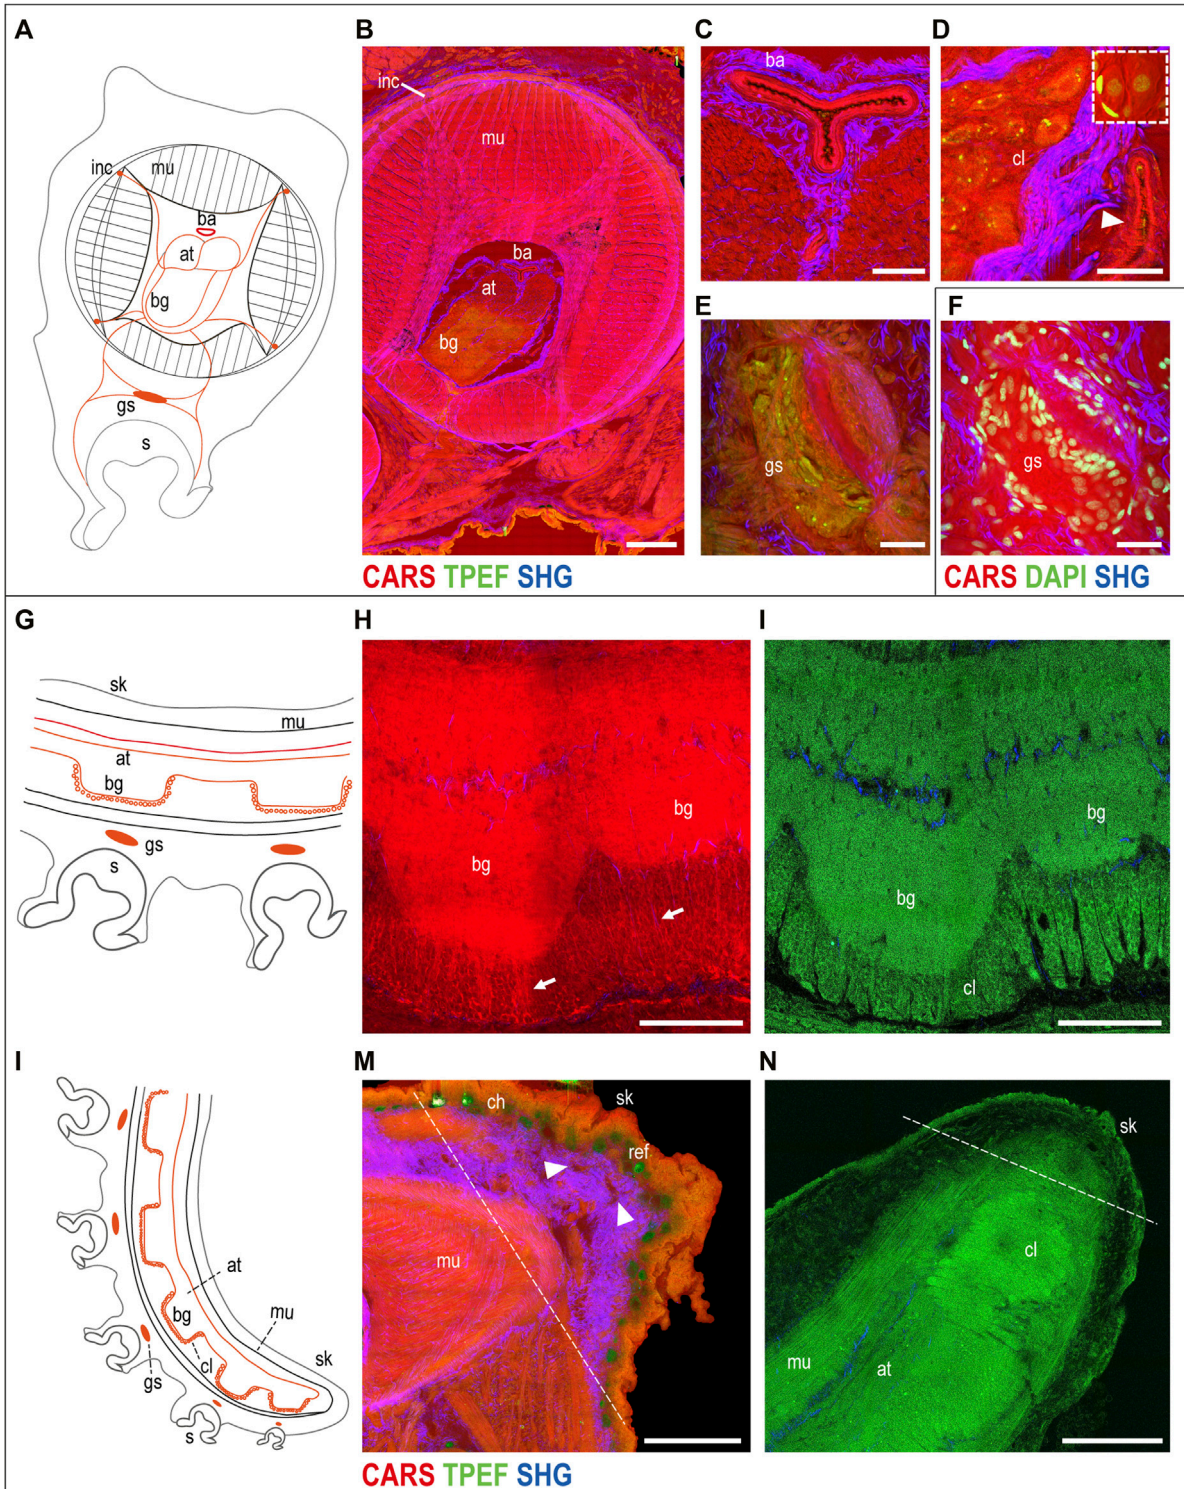 A
inc
mu
ba
at
bg
gs
s
B
inc
mu
ba
at
bg
C
ba
D
cl
E
gs
F
gs
CARS TPEF SHG
CARS DAPI SHG
G
sk
mu
at
bg
gs
s
H
bg
bg
I
bg
bg
cl
I
at
bg
mu
cl
sk
gs
s
M
ch
sk
ref
mu
N
sk
cl
mu
at
CARS TPEF SHG